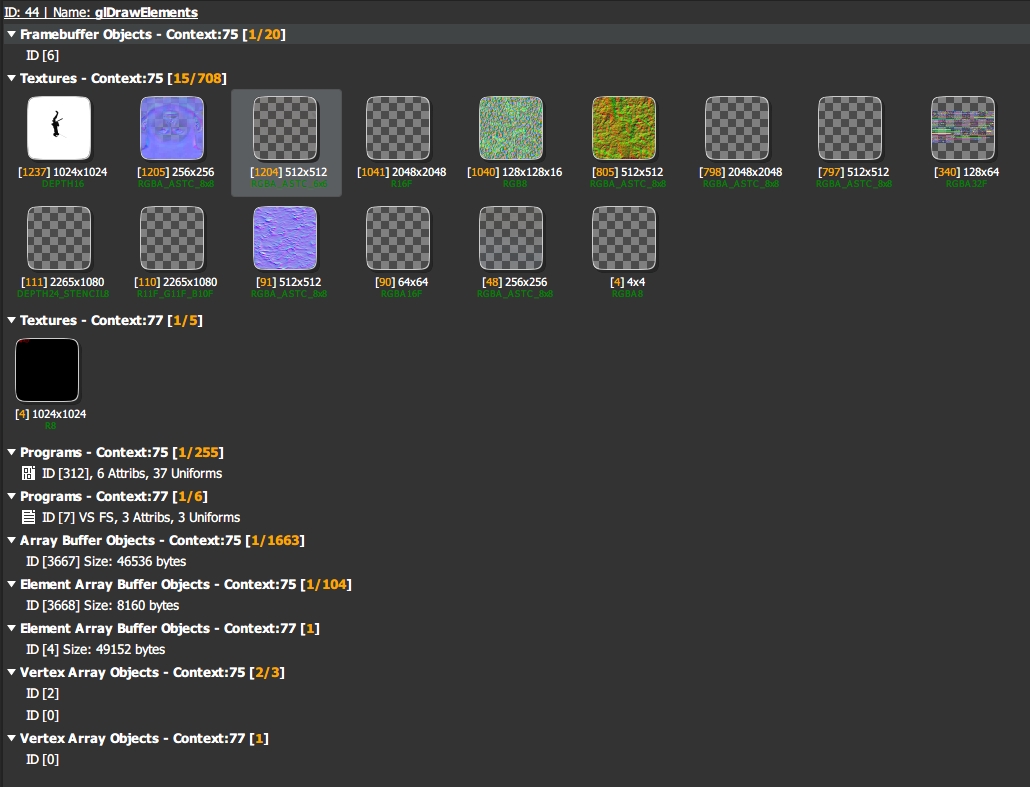 ID: 44 | Name: glDrawElements
Framebuffer Objects - Context:75 [1/20]
ID [6]
Textures - Context:75 [15/708]
[1237] 1024x1024 [1205] 256x256 [1204] 512x512 [1041] 2048x2048 [1040] 128x128x16 [805] 512x512 [798] 2048x2048 [797] 512x512 [340] 128x64
DEPTH16 RGBA_ASTC_8x8 RGBA_ASTC_8x8 R16F RGB8 RGBA_ASTC_8x8 RGBA_ASTC_8x8 RGBA_ASTC_8x8 RGBA32F
[111] 2265x1080 [110] 2265x1080 [91] 512x512 [90] 64x64 [48] 256x256 [4] 4x4
DEPTH24_STENCIL8 R11F_G11F_B10F RGBA_ASTC_8x8 RGBA16F RGBA_ASTC_8x8 RGBA8
Textures - Context:77 [1/5]
[4] 1024x1024
R8
Programs - Context:75 [1/255]
ID [312], 6 Attribs, 37 Uniforms
Programs - Context:77 [1/6]
ID [7] VS FS, 3 Attribs, 3 Uniforms
Array Buffer Objects - Context:75 [1/1663]
ID [3667] Size: 46536 bytes
Element Array Buffer Objects - Context:75 [1/104]
ID [3668] Size: 8160 bytes
Element Array Buffer Objects - Context:77 [1]
ID [4] Size: 49152 bytes
Vertex Array Objects - Context:75 [2/3]
ID [2]
ID [0]
Vertex Array Objects - Context:77 [1]
ID [0]